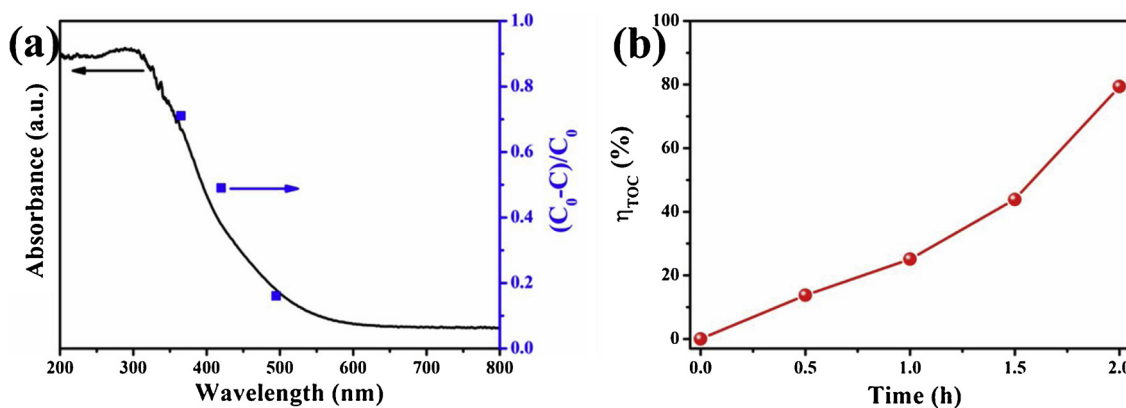 (a)
Absorbance (a.u.)
200 300 400 500 600 700 800
Wavelength (nm)
1.0
0.8
0.6
0.4
0.2
0.0
(C₀-C)/C₀
(b)
η_TOC (%)
100
80
60
40
20
0
0.0 0.5 1.0 1.5 2.0
Time (h)